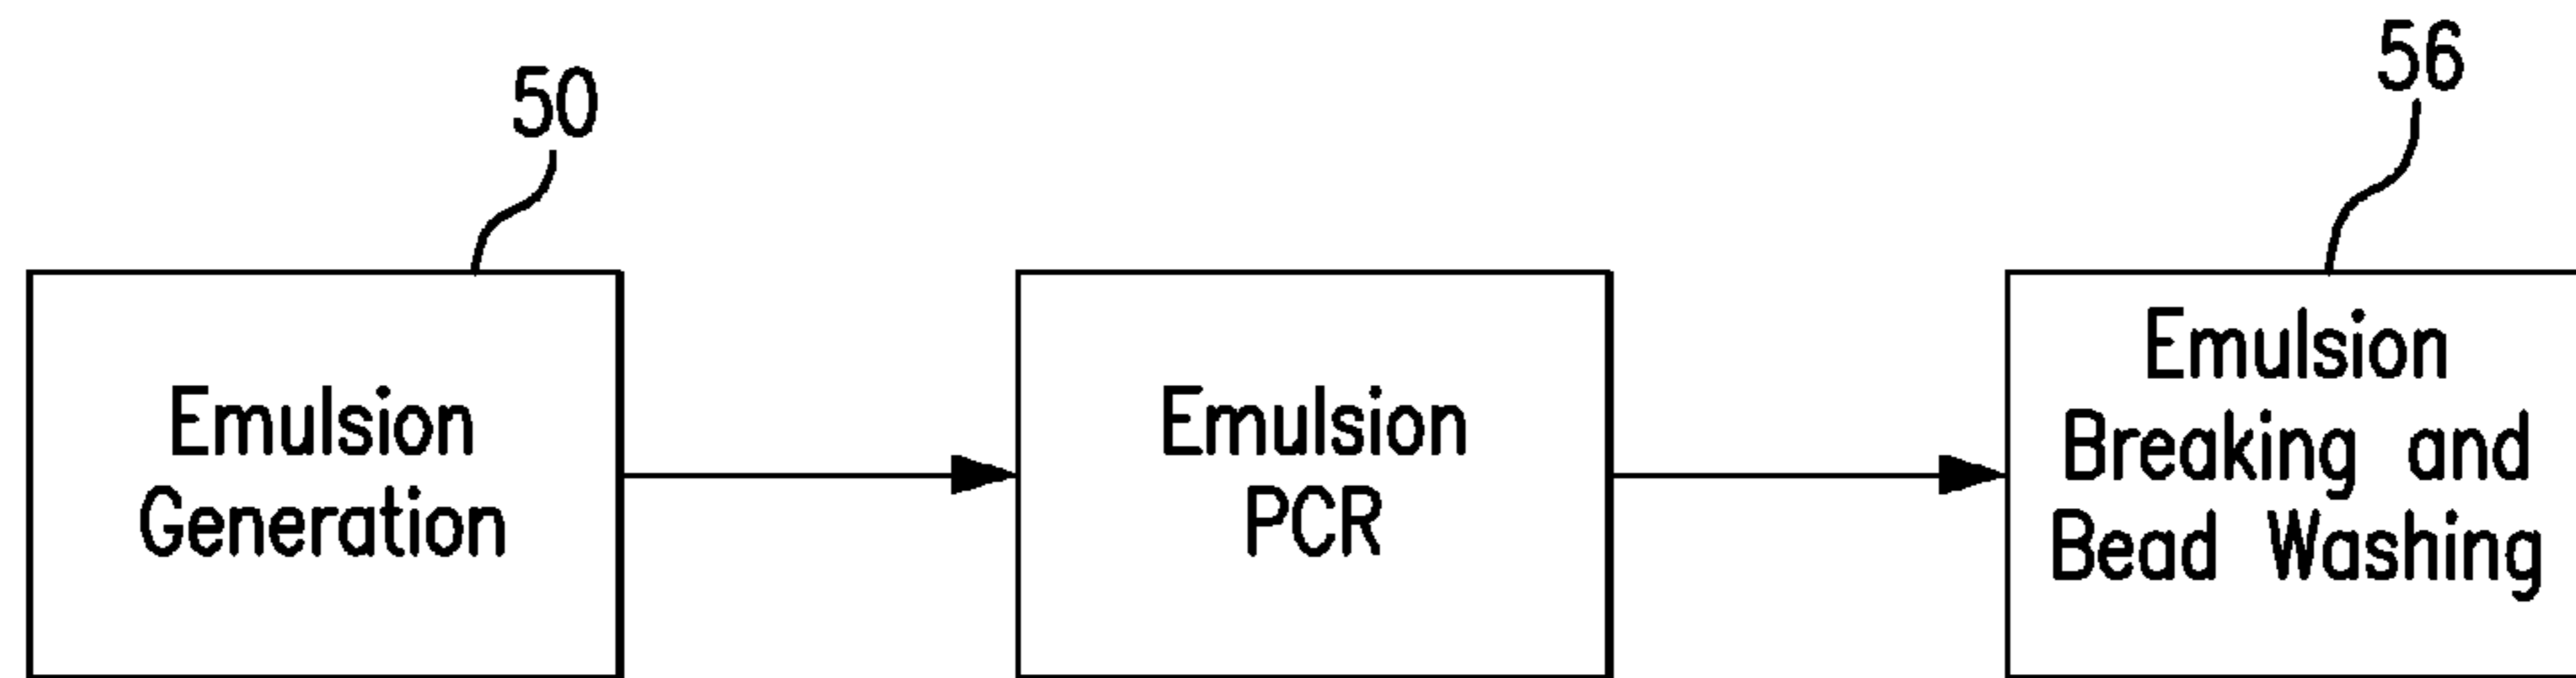 50
56
Emulsion
Generation
Emulsion
PCR
Emulsion
Breaking and
Bead Washing